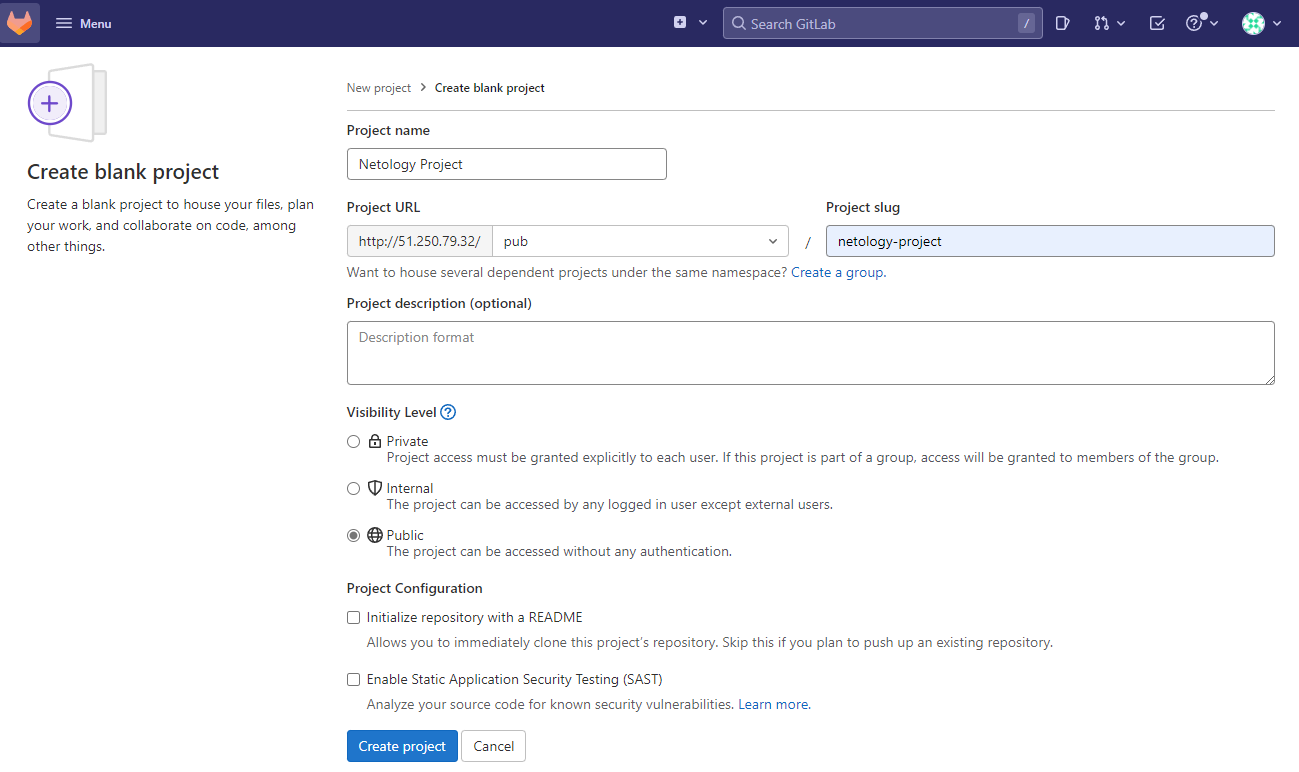 Menu
Search GitLab /
New project > Create blank project
Create blank project
Create a blank project to house your files, plan
your work, and collaborate on code, among
other things.
Project name
Netology Project
Project URL
Project slug
http://51.250.79.32/ pub / netology-project
Want to house several dependent projects under the same namespace? Create a group.
Project description (optional)
Description format
Visibility Level ?
Private
Project access must be granted explicitly to each user. If this project is part of a group, access will be granted to members of the group.
Internal
The project can be accessed by any logged in user except external users.
Public
The project can be accessed without any authentication.
Project Configuration
Initialize repository with a README
Allows you to immediately clone this project's repository. Skip this if you plan to push up an existing repository.
Enable Static Application Security Testing (SAST)
Analyze your source code for known security vulnerabilities. Learn more.
Create project Cancel